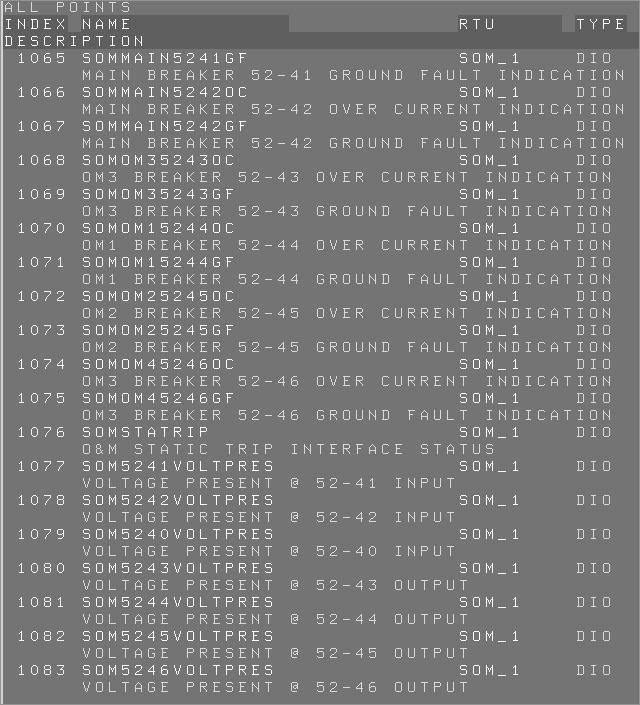 ALL POINTS
INDEX NAME RTU TYPE
DESCRIPTION
1065 SOMMAIN5241GF SOM_1 DIO
MAIN BREAKER 52-41 GROUND FAULT INDICATION
1066 SOMMAIN5242OC SOM_1 DIO
MAIN BREAKER 52-42 OVER CURRENT INDICATION
1067 SOMMAIN5242GF SOM_1 DIO
MAIN BREAKER 52-42 GROUND FAULT INDICATION
1068 SOMOM35243OC SOM_1 DIO
OM3 BREAKER 52-43 OVER CURRENT INDICATION
1069 SOMOM35243GF SOM_1 DIO
OM3 BREAKER 52-43 GROUND FAULT INDICATION
1070 SOMOM15244OC SOM_1 DIO
OM1 BREAKER 52-44 OVER CURRENT INDICATION
1071 SOMOM15244GF SOM_1 DIO
OM1 BREAKER 52-44 GROUND FAULT INDICATION
1072 SOMOM25245OC SOM_1 DIO
OM2 BREAKER 52-45 OVER CURRENT INDICATION
1073 SOMOM25245GF SOM_1 DIO
OM2 BREAKER 52-45 GROUND FAULT INDICATION
1074 SOMOM45246OC SOM_1 DIO
OM3 BREAKER 52-46 OVER CURRENT INDICATION
1075 SOMOM45246GF SOM_1 DIO
OM3 BREAKER 52-46 GROUND FAULT INDICATION
1076 SOMSTATRIP SOM_1 DIO
O&M STATIC TRIP INTERFACE STATUS
1077 SOM5241VOLTPRES SOM_1 DIO
VOLTAGE PRESENT @ 52-41 INPUT
1078 SOM5242VOLTPRES SOM_1 DIO
VOLTAGE PRESENT @ 52-42 INPUT
1079 SOM5240VOLTPRES SOM_1 DIO
VOLTAGE PRESENT @ 52-40 INPUT
1080 SOM5243VOLTPRES SOM_1 DIO
VOLTAGE PRESENT @ 52-43 OUTPUT
1081 SOM5244VOLTPRES SOM_1 DIO
VOLTAGE PRESENT @ 52-44 OUTPUT
1082 SOM5245VOLTPRES SOM_1 DIO
VOLTAGE PRESENT @ 52-45 OUTPUT
1083 SOM5246VOLTPRES SOM_1 DIO
VOLTAGE PRESENT @ 52-46 OUTPUT